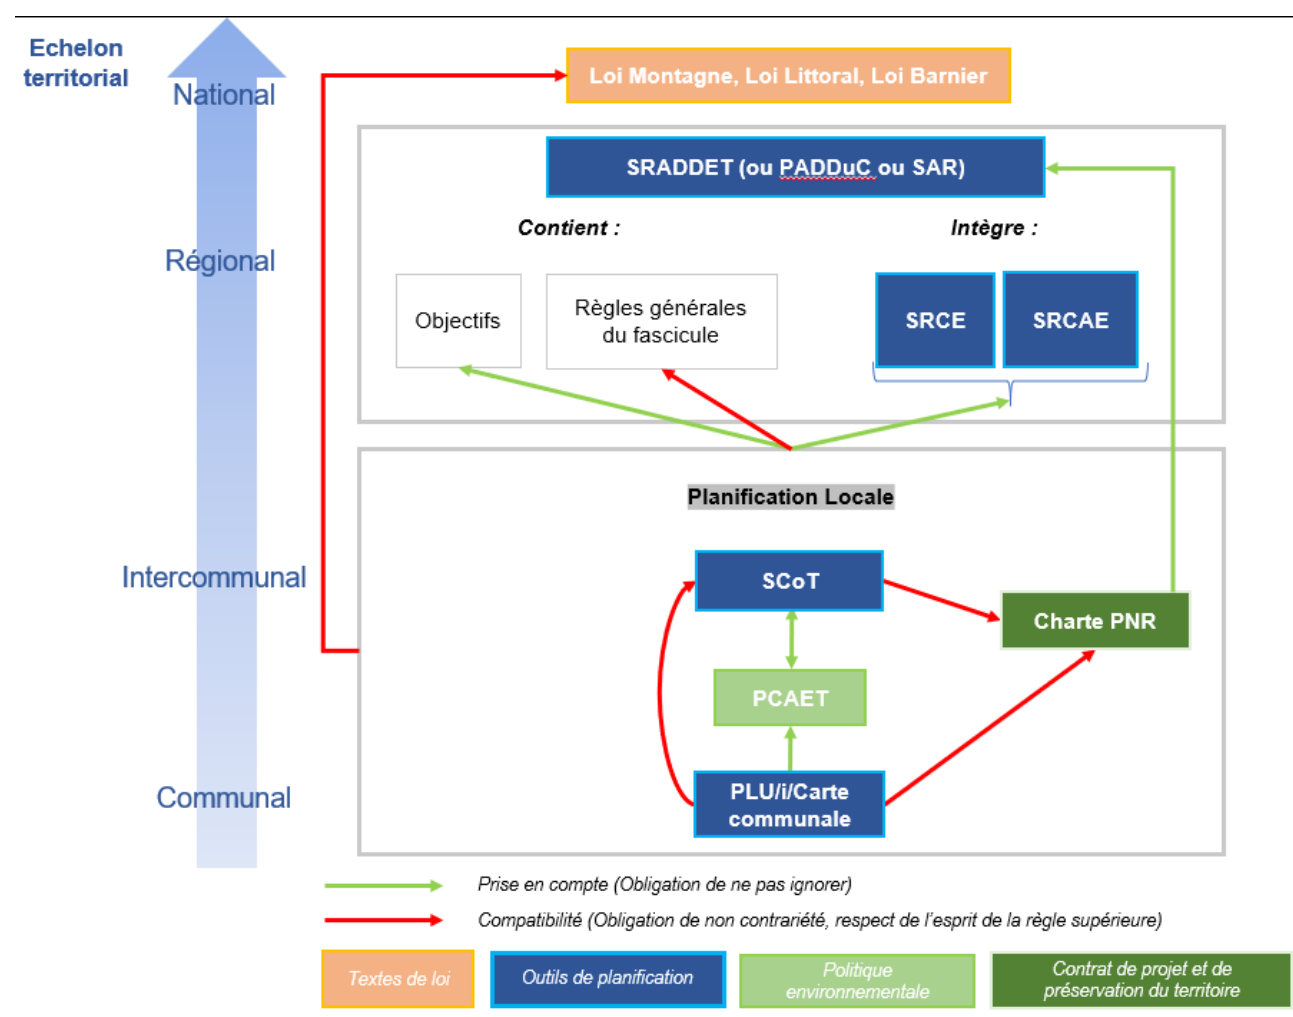 Echelon
territorial
National
Loi Montagne, Loi Littoral, Loi Barnier
SRADDET (ou PADDuC ou SAR)
Contient :
Intègre :
Régional
Objectifs
Règles générales
du fascicule
SRCE
SRCAE
Planification Locale
Intercommunal
SCoT
Charte PNR
PCAET
Communal
PLU/i/Carte
communale
Prise en compte (Obligation de ne pas ignorer)
Compatibilité (Obligation de non contrariété, respect de l'esprit de la règle supérieure)
Textes de loi
Outils de planification
Politique
environnementale
Contrat de projet et de
préservation du territoire